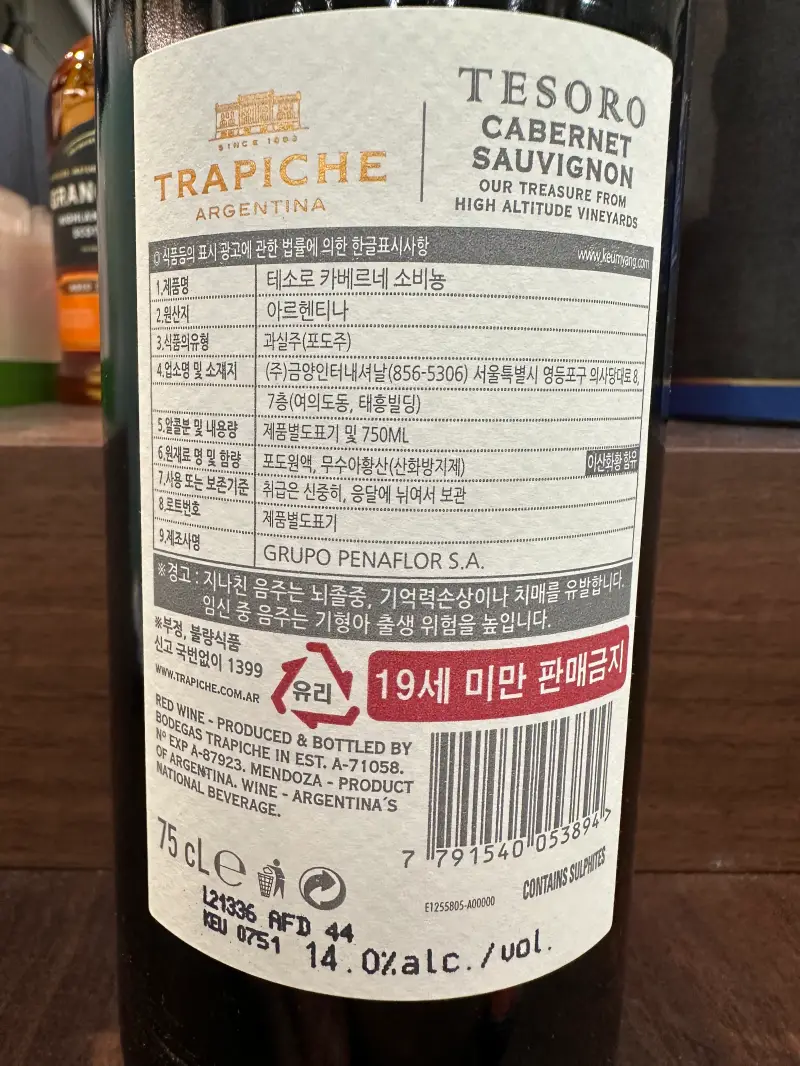 SINCE 1883
TRAPICHE
ARGENTINA
TESORO
CABERNET
SAUVIGNON
OUR TREASURE FROM
HIGH ALTITUDE VINEYARDS
식품등의 표시 광고에 관한 법률에 의한 한글표시사항 www.keumyang.com
1.제품명 테소로 카베르네 소비뇽
2.원산지 아르헨티나
3.식품의유형 과실주(포도주)
4.업소명 및 소재지 (주)금양인터내셔날(856-5306) 서울특별시 영등포구 의사당대로 8,
7층(여의도동, 태흥빌딩)
5.알콜분 및 내용량 제품별도표기 및 750ML
6.원재료 명 및 함량 포도원액, 무수아황산(산화방지제) 이산화황 함유
7.사용 또는 보존기준 취급은 신중히, 응달에 뉘여서 보관
8.로트번호 제품별도표기
9.제조사명 GRUPO PENAFLOR S.A.
※경고 : 지나친 음주는 뇌졸중, 기억력손상이나 치매를 유발합니다.
임신 중 음주는 기형아 출생 위험을 높입니다.
※부정, 불량식품
신고 국번없이 1399
WWW.TRAPICHE.COM.AR
유리
19세 미만 판매금지
RED WINE - PRODUCED & BOTTLED BY
BODEGAS TRAPICHE IN EST. A-71058.
Nº EXP A-87923. MENDOZA - PRODUCT
OF ARGENTINA. WINE - ARGENTINA'S
NATIONAL BEVERAGE.
7 791540 053894 >
75 cL e
E1255805-A00000
CONTAINS SULPHITES
L21336 AFD 44
KEU 0751
14.0%alc./vol.
GRAN